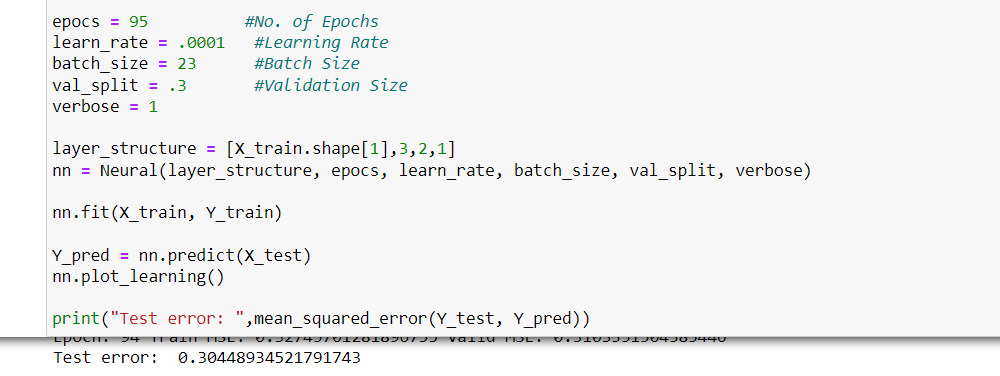 epocs = 95 #No. of Epochs
learn_rate = .0001 #Learning Rate
batch_size = 23 #Batch Size
val_split = .3 #Validation Size
verbose = 1
layer_structure = [X_train.shape[1],3,2,1]
nn = Neural(layer_structure, epocs, learn_rate, batch_size, val_split, verbose)
nn.fit(X_train, Y_train)
Y_pred = nn.predict(X_test)
nn.plot_learning()
print("Test error: ",mean_squared_error(Y_test, Y_pred))
Epoch: 94 Train MSE: Valid MSE:
Test error: 0.30448934521791743